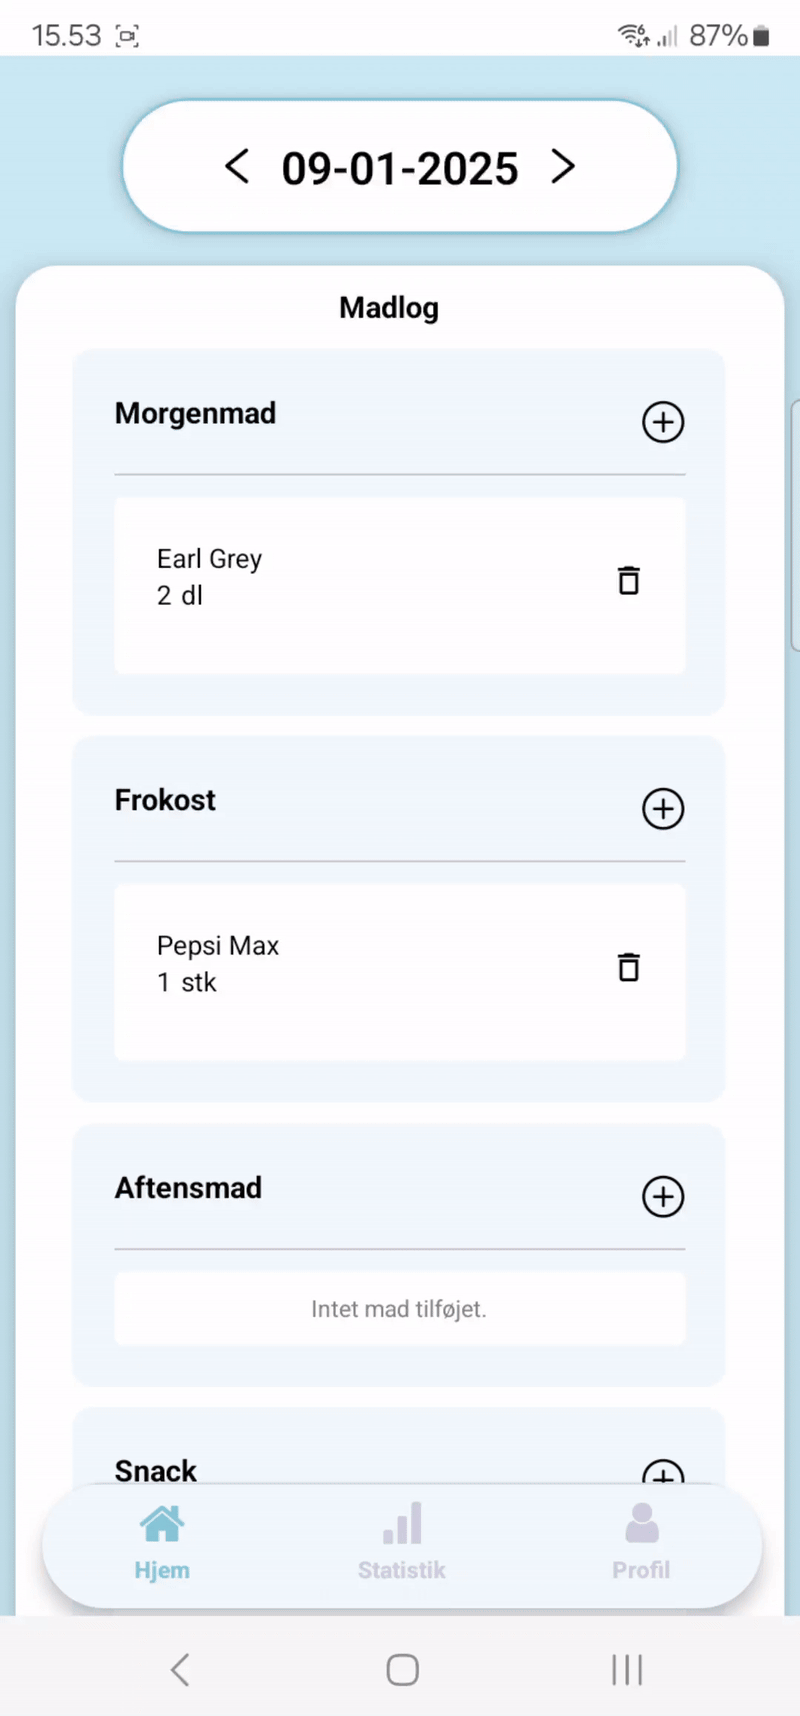 15.53
87%
09-01-2025
Madlog
Morgenmad
Earl Grey
2 dl
Frokost
Pepsi Max
1 stk
Aftensmad
Intet mad tilføjet.
Snack
Hjem
Statistik
Profil